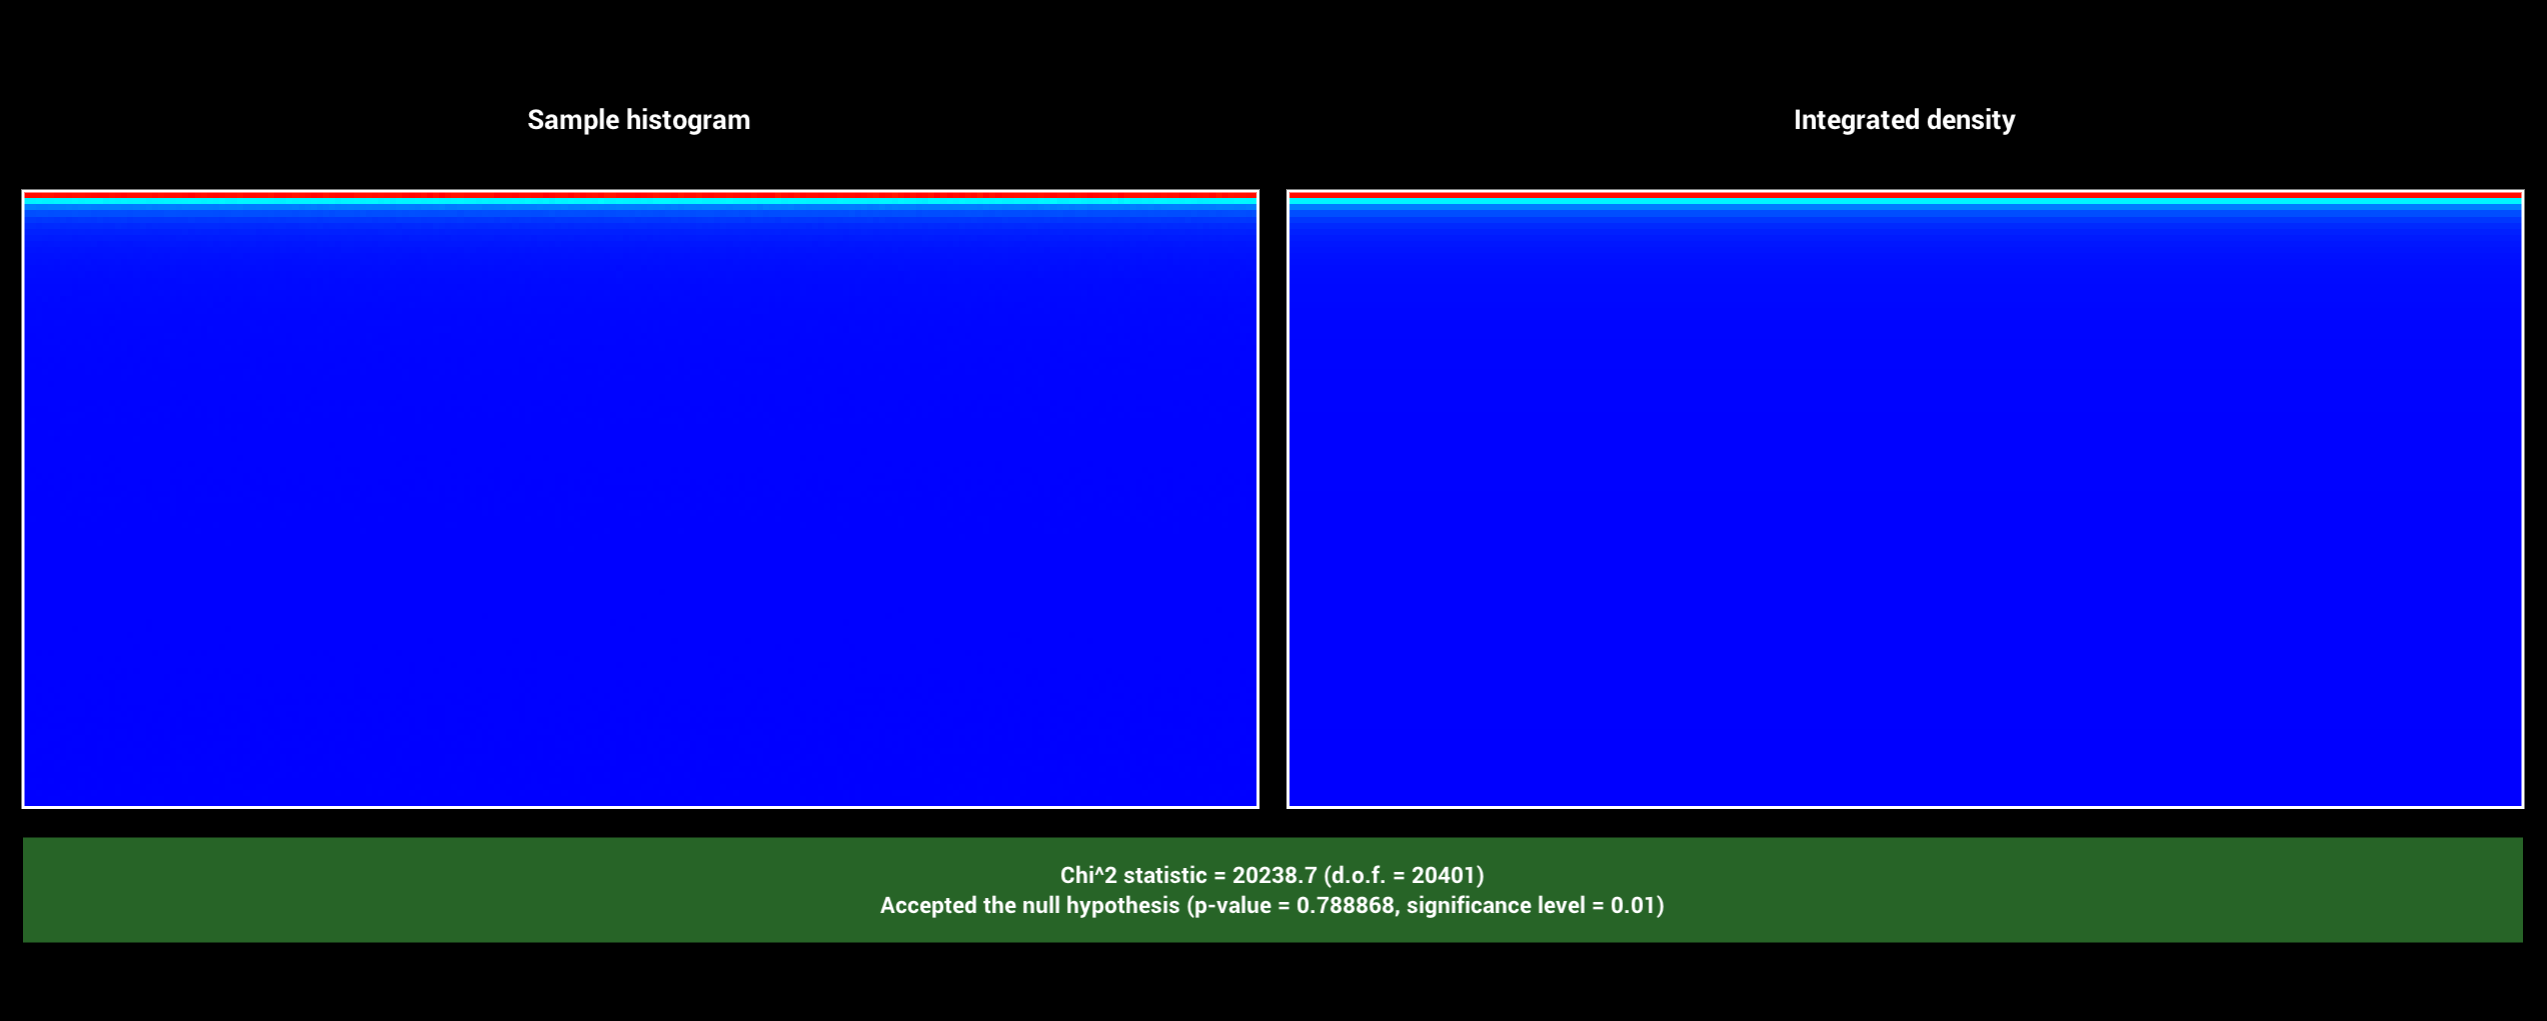 Sample histogram
Integrated density
Chi^2 statistic = 20238.7 (d.o.f. = 20401)
Accepted the null hypothesis (p-value = 0.788868, significance level = 0.01)